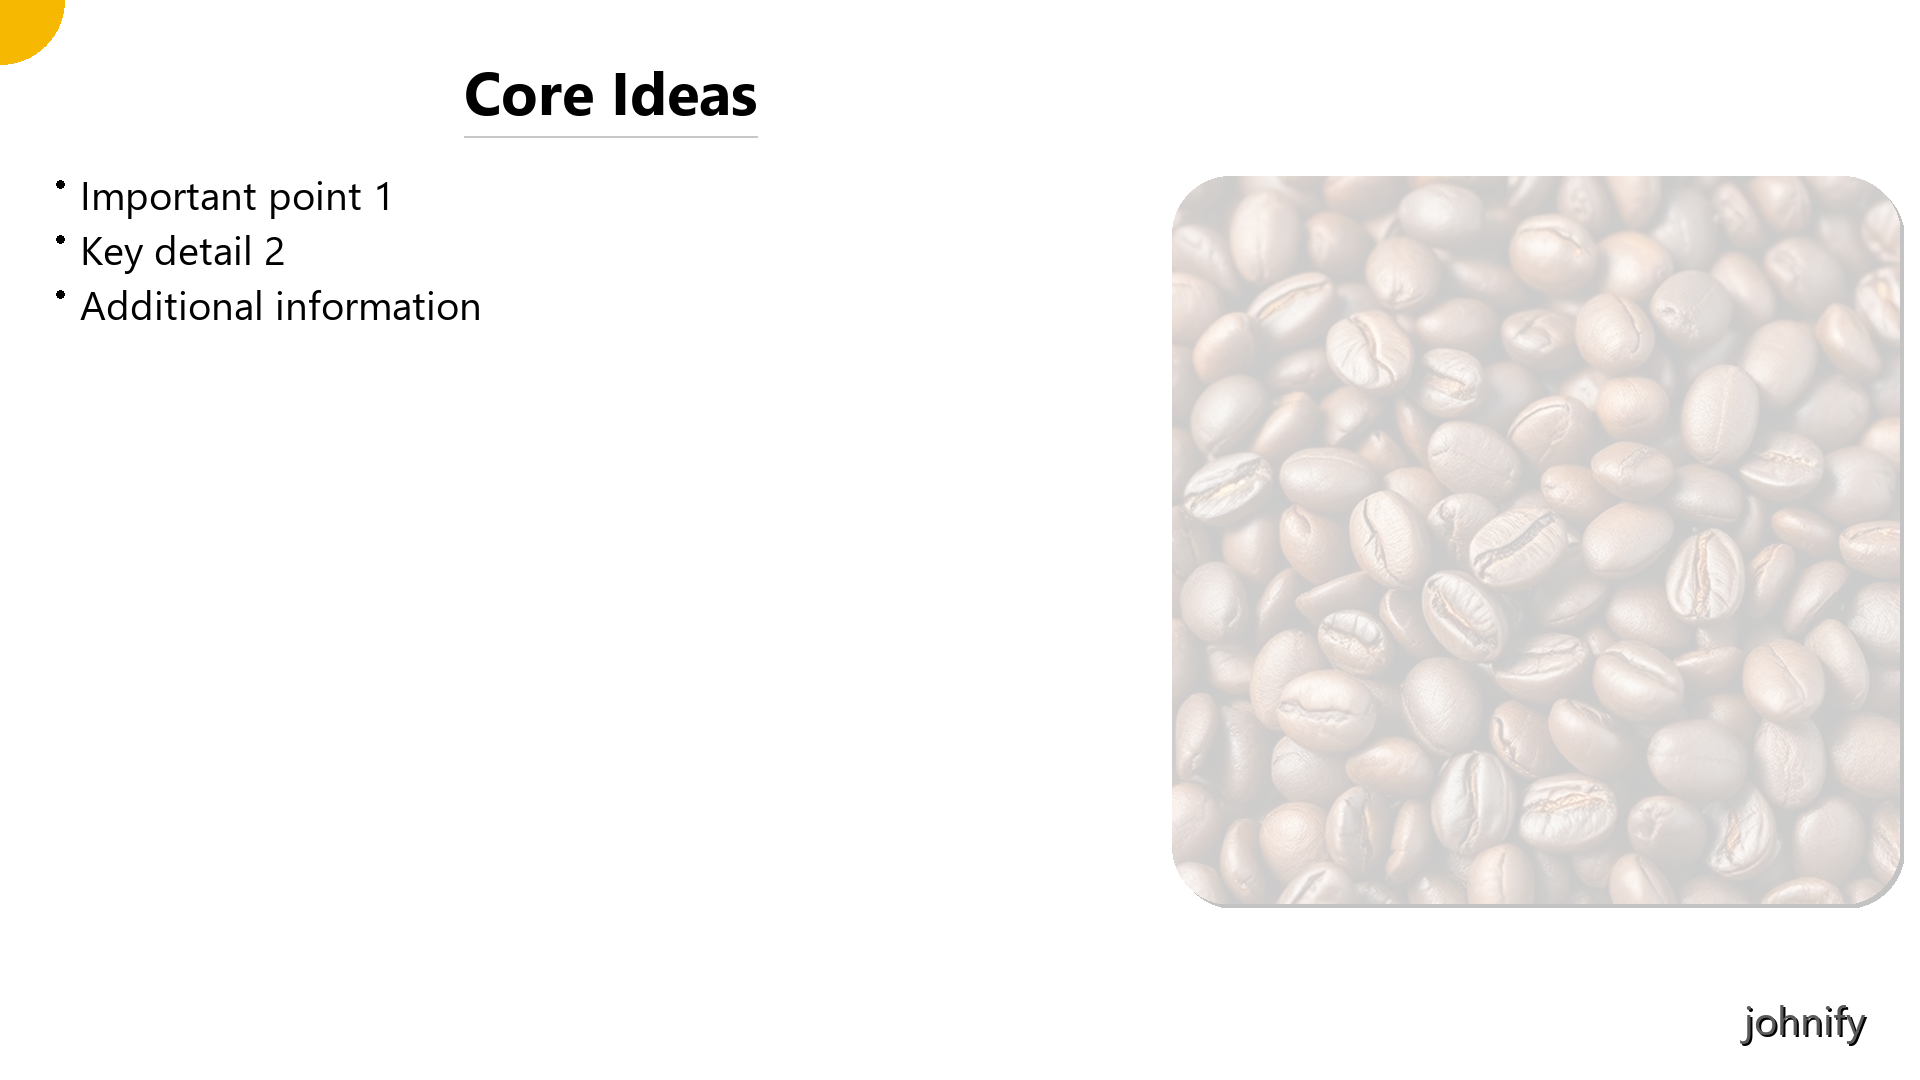 Core Ideas
• Important point 1
• Key detail 2
• Additional information
johnify